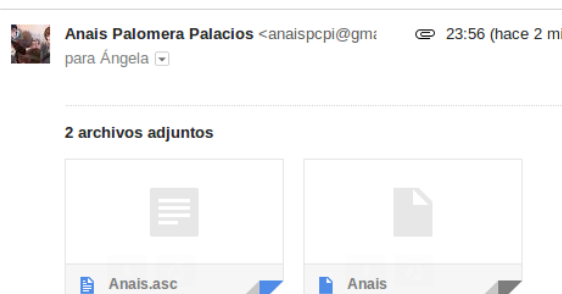 Anais Palomera Palacios <anaispcpi@gma 23:56 (hace 2 mi
para Ángela
2 archivos adjuntos
Anais.asc Anais